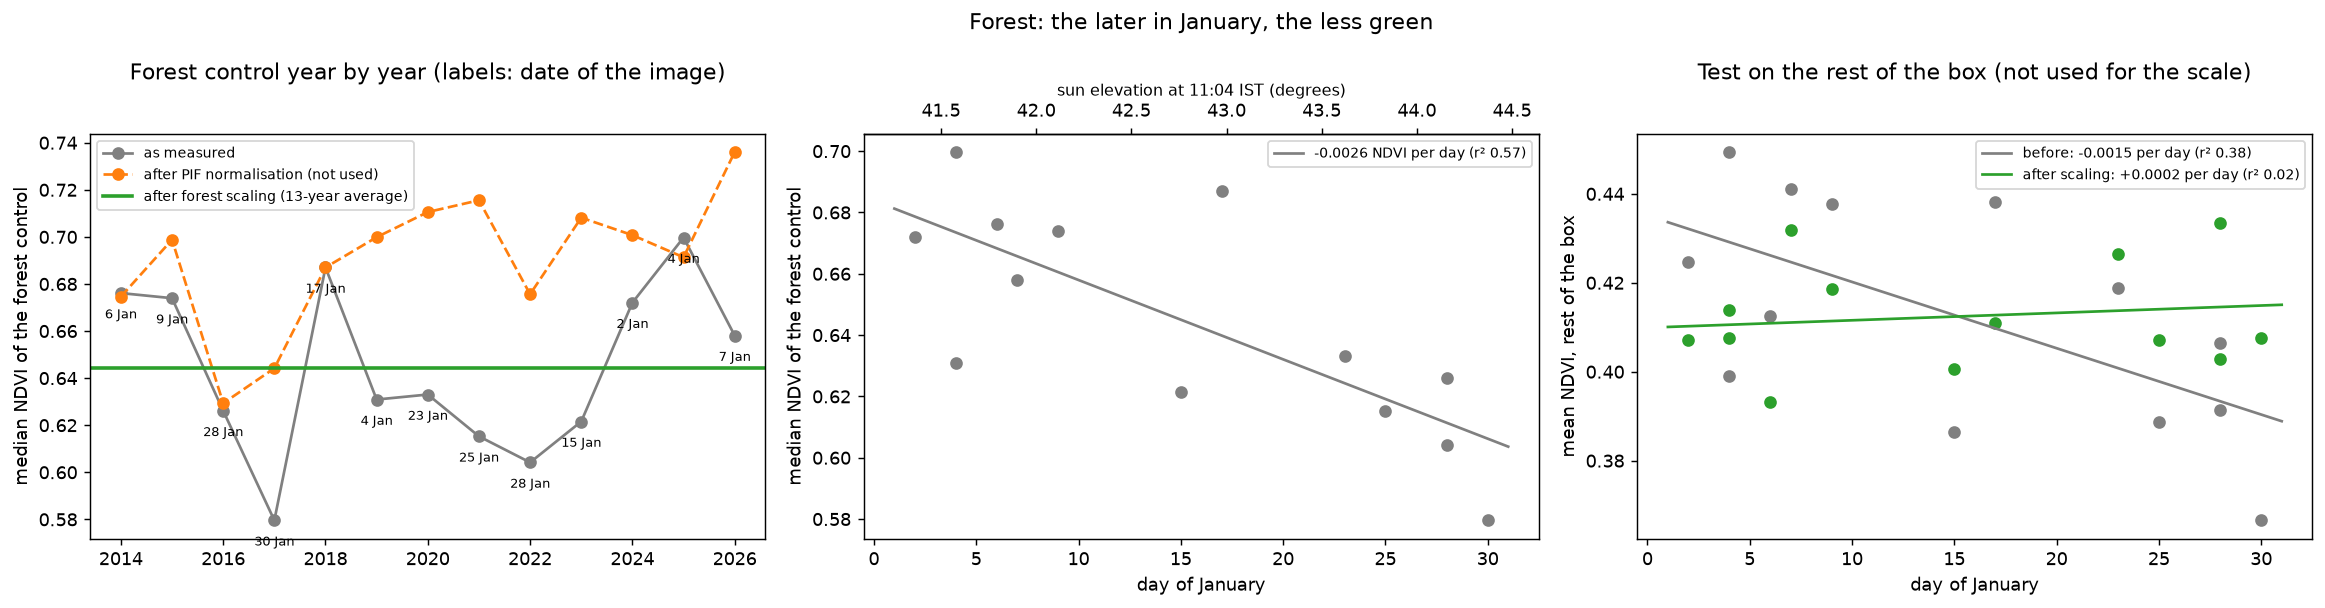 Forest: the later in January, the less green
Forest control year by year (labels: date of the image)
Test on the rest of the box (not used for the scale)
median NDVI of the forest control
0.74
0.72
0.70
0.68
0.66
0.64
0.62
0.60
0.58
as measured
after PIF normalisation (not used)
after forest scaling (13-year average)
6 Jan
9 Jan
28 Jan
30 Jan
17 Jan
4 Jan
23 Jan
25 Jan
28 Jan
15 Jan
2 Jan
4 Jan
7 Jan
2014 2016 2018 2020 2022 2024 2026
sun elevation at 11:04 IST (degrees)
41.5 42.0 42.5 43.0 43.5 44.0 44.5
median NDVI of the forest control
0.70
0.68
0.66
0.64
0.62
0.60
0.58
-0.0026 NDVI per day (r² 0.57)
0 5 10 15 20 25 30
day of January
mean NDVI, rest of the box
0.44
0.42
0.40
0.38
before: -0.0015 per day (r² 0.38)
after scaling: +0.0002 per day (r² 0.02)
0 5 10 15 20 25 30
day of January